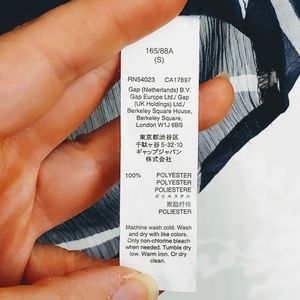 165/88A
(S)
RN54023 CA17897
Gap (Netherlands) B.V.
Gap Europe Ltd./ Gap
(UK Holdings) Ltd./
Berkeley Square House,
Berkeley Square,
London W1J 6BS
東京都渋谷区
千駄ヶ谷 5-32-10
ギャップジャパン
株式会社
100% POLYESTER
POLYESTER
POLIESTERE
ポリエステル
聚酯纤维
POLIESTER
Machine wash cold. Wash
and dry with like colors.
Only non-chlorine bleach
when needed. Tumble dry
low. Warm iron. Or dry
clean.